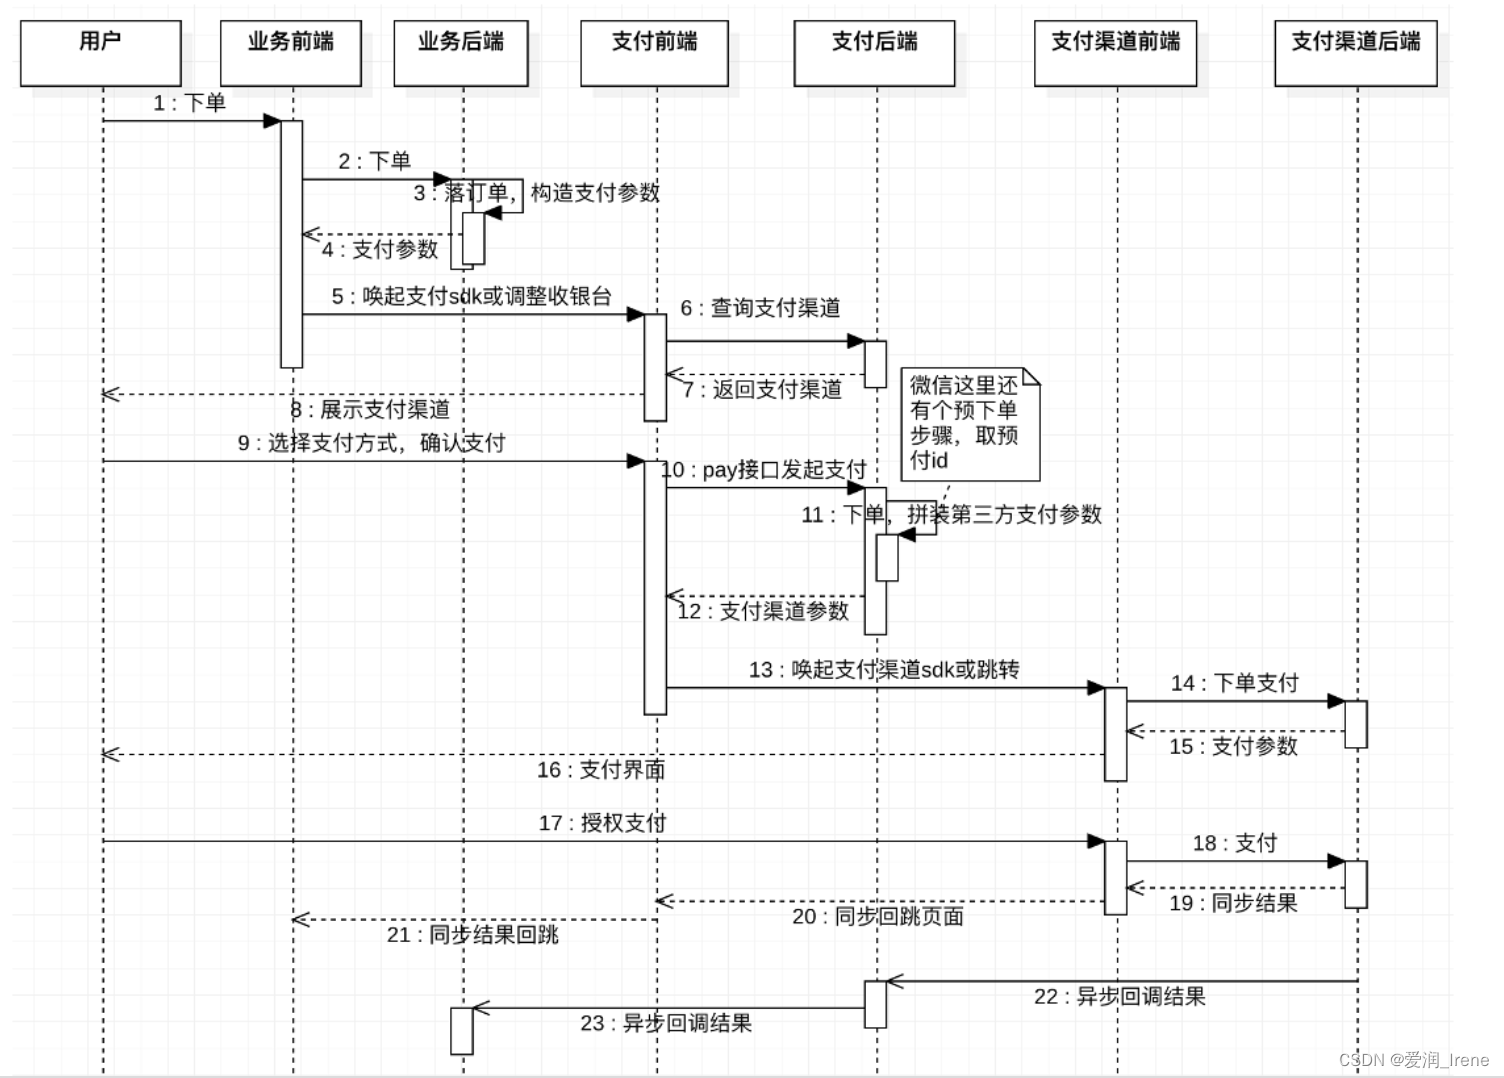 用户
业务前端
业务后端
支付前端
支付后端
支付渠道前端
支付渠道后端
1 : 下单
2 : 下单
3 : 落订单，构造支付参数
4 : 支付参数
5 : 唤起支付sdk或调整收银台
6 : 查询支付渠道
7 : 返回支付渠道
微信这里还
有个预下单
步骤，取预
付id
8 : 展示支付渠道
9 : 选择支付方式，确认支付
10 : pay接口发起支付
11 : 下单，拼装第三方支付参数
12 : 支付渠道参数
13 : 唤起支付渠道sdk或跳转
14 : 下单支付
15 : 支付参数
16 : 支付界面
17 : 授权支付
18 : 支付
19 : 同步结果
20 : 同步回跳页面
21 : 同步结果回跳
22 : 异步回调结果
23 : 异步回调结果
CSDN @爱润_Irene